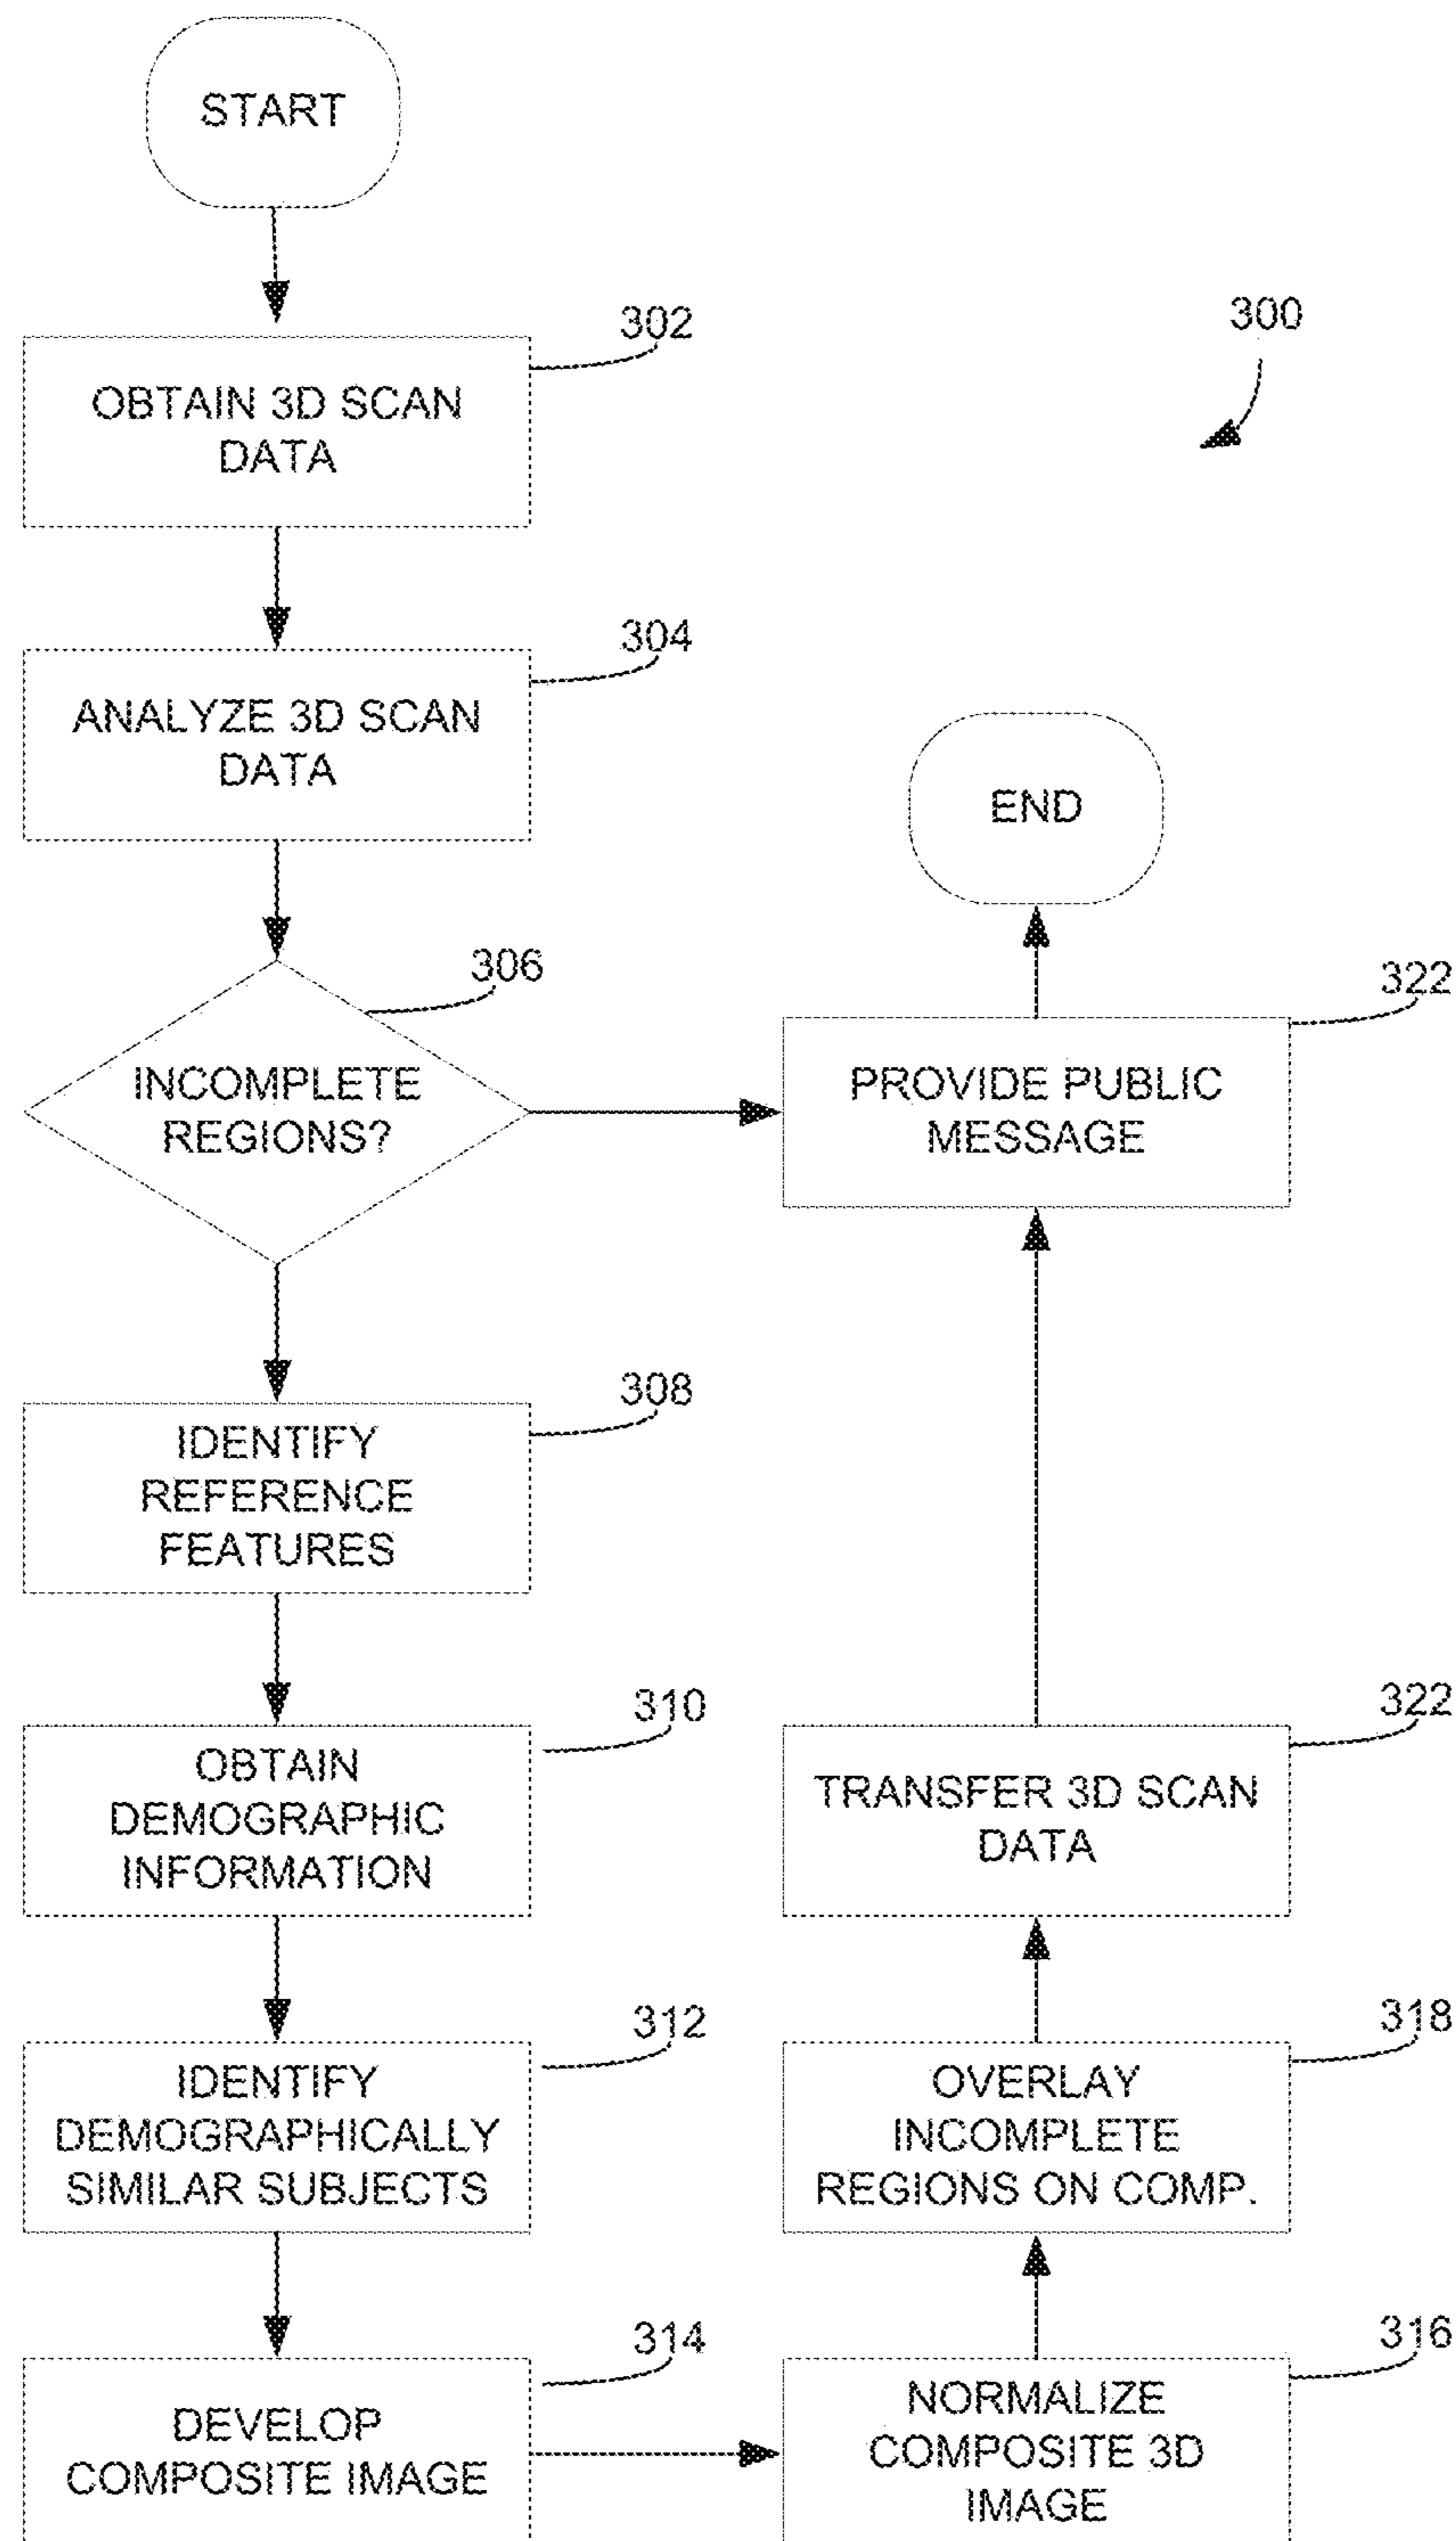 START
302
300
OBTAIN 3D SCAN
DATA
304
ANALYZE 3D SCAN
DATA
END
306
322
INCOMPLETE
REGIONS?
PROVIDE PUBLIC
MESSAGE
308
IDENTIFY
REFERENCE
FEATURES
310
OBTAIN
DEMOGRAPHIC
INFORMATION
322
TRANSFER 3D SCAN
DATA
312
IDENTIFY
DEMOGRAPHICALLY
SIMILAR SUBJECTS
318
OVERLAY
INCOMPLETE
REGIONS ON COMP.
314
DEVELOP
COMPOSITE IMAGE
316
NORMALIZE
COMPOSITE 3D
IMAGE